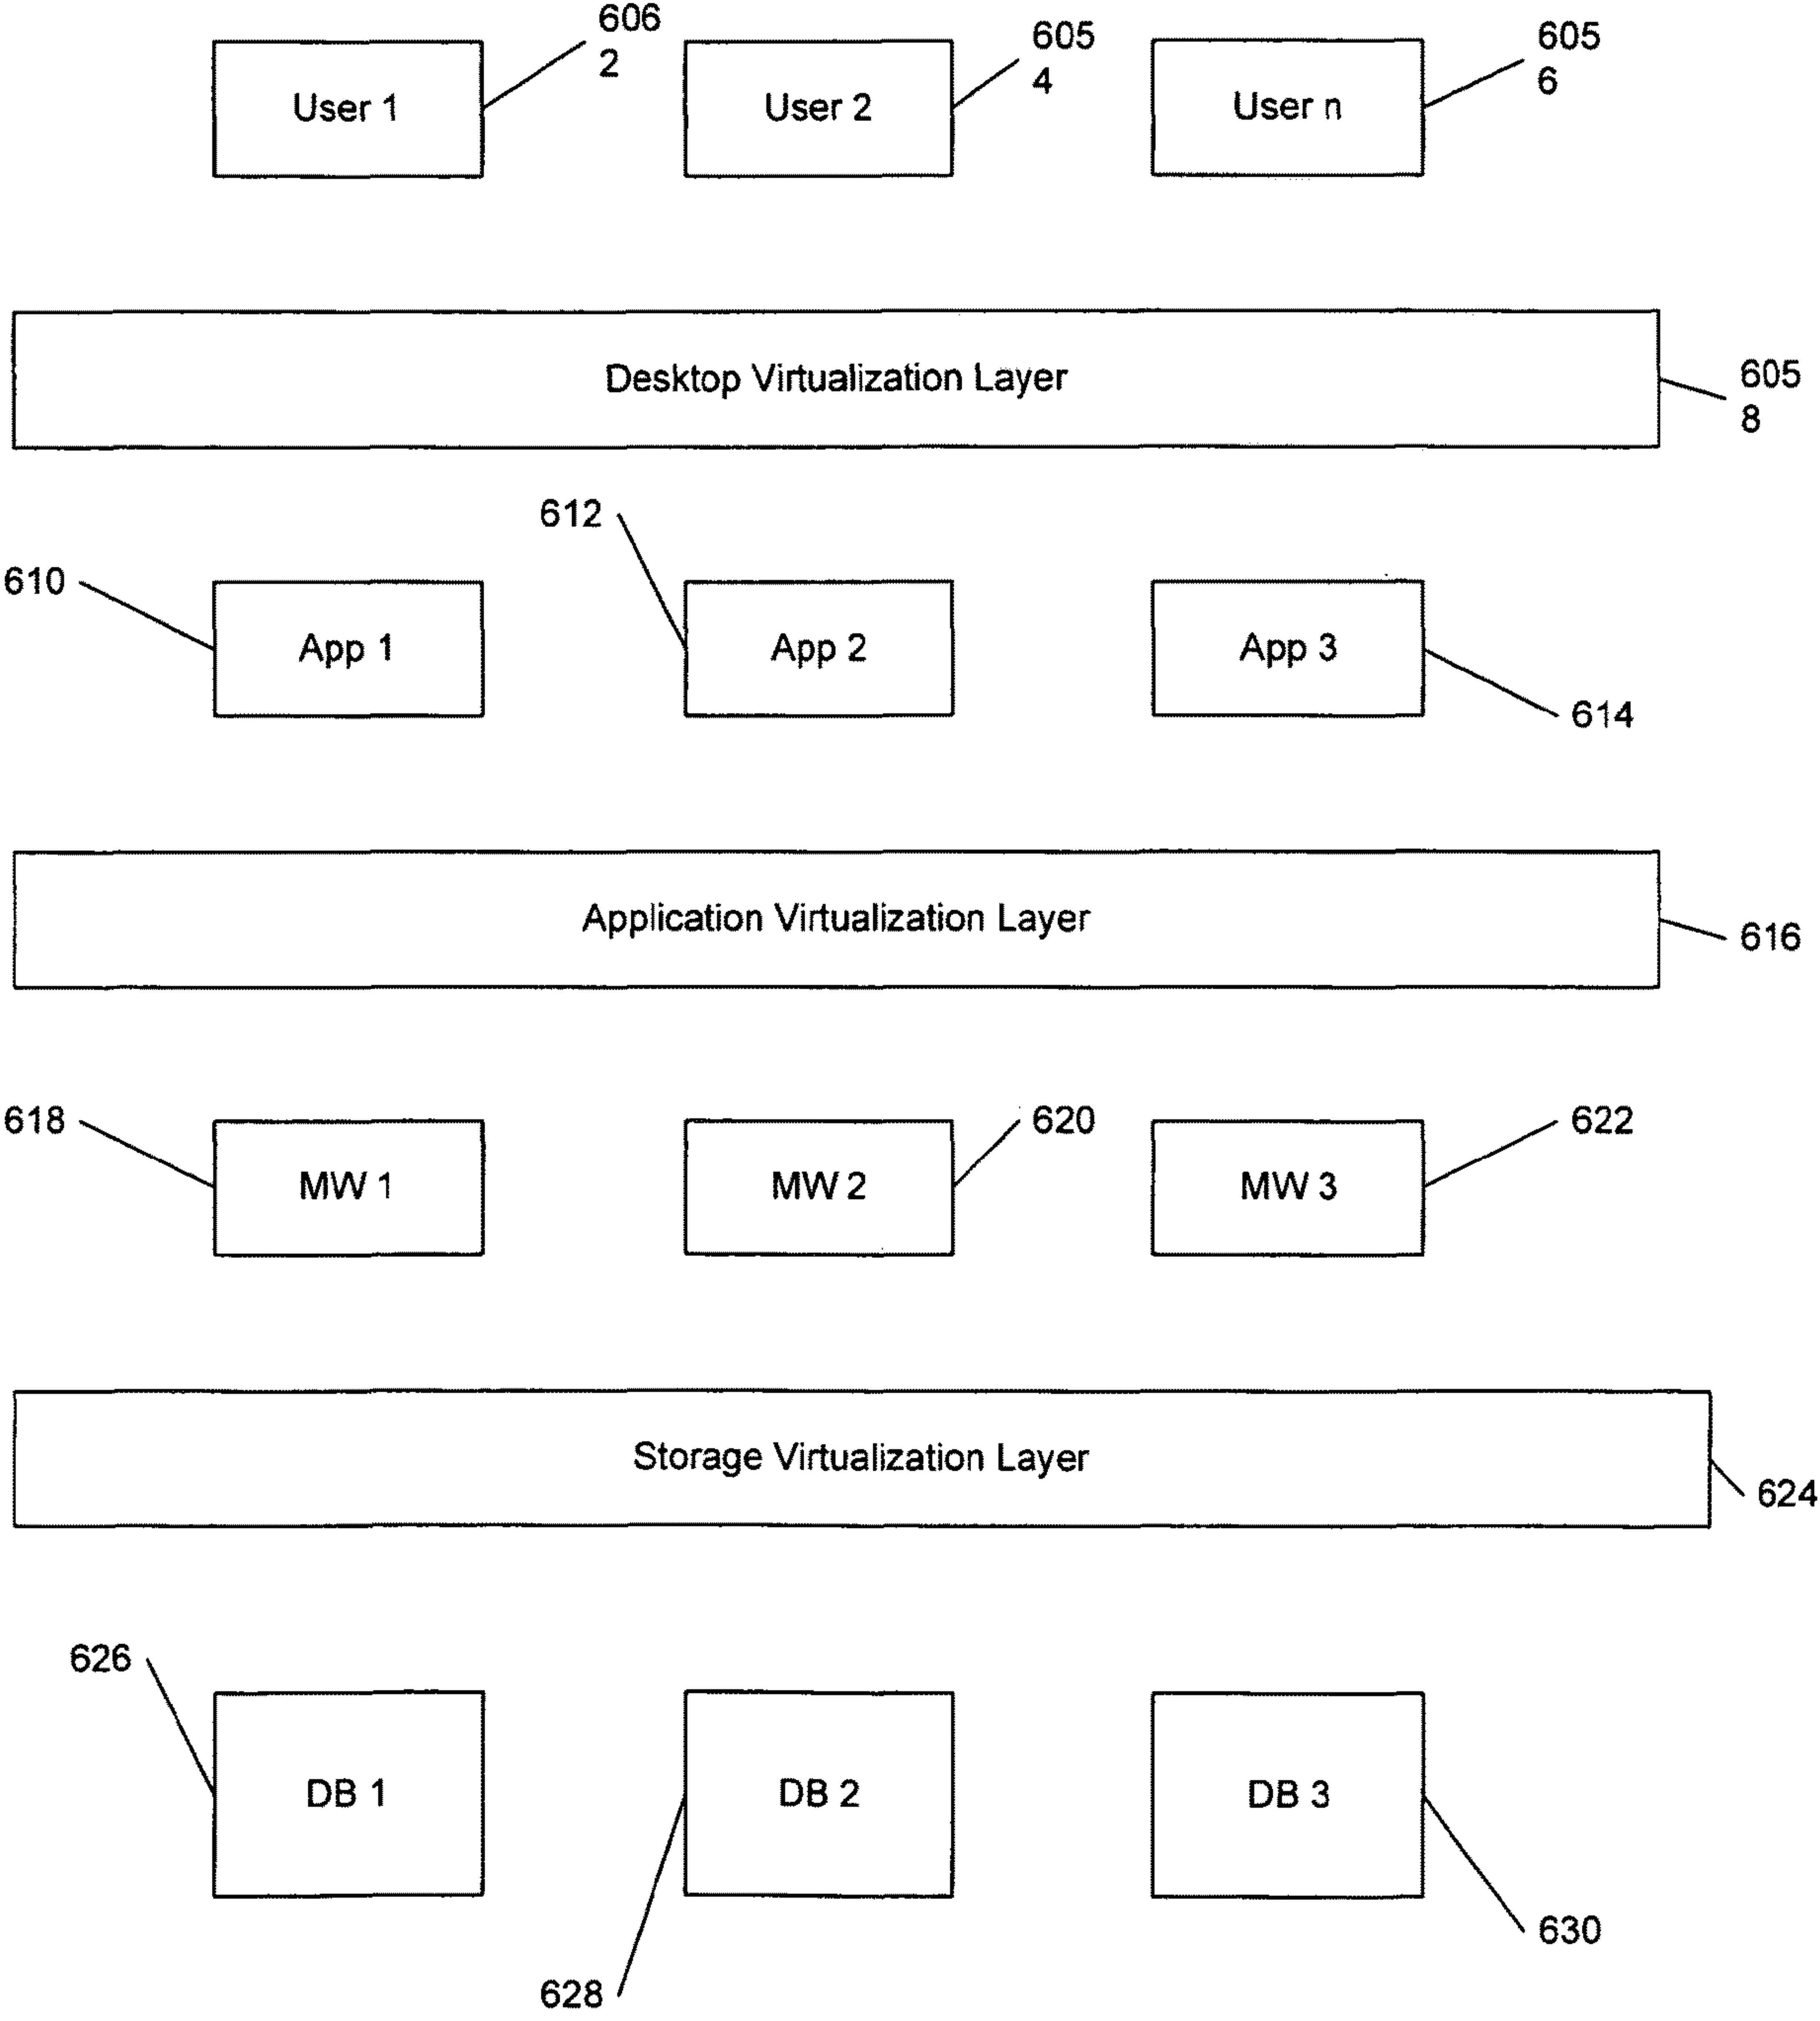 606
2
605
4
605
6
User 1
User 2
User n
Desktop Virtualization Layer
605
8
612
610
App 1
App 2
App 3
614
Application Virtualization Layer
616
618
620
622
MW 1
MW 2
MW 3
Storage Virtualization Layer
624
626
DB 1
DB 2
DB 3
630
628